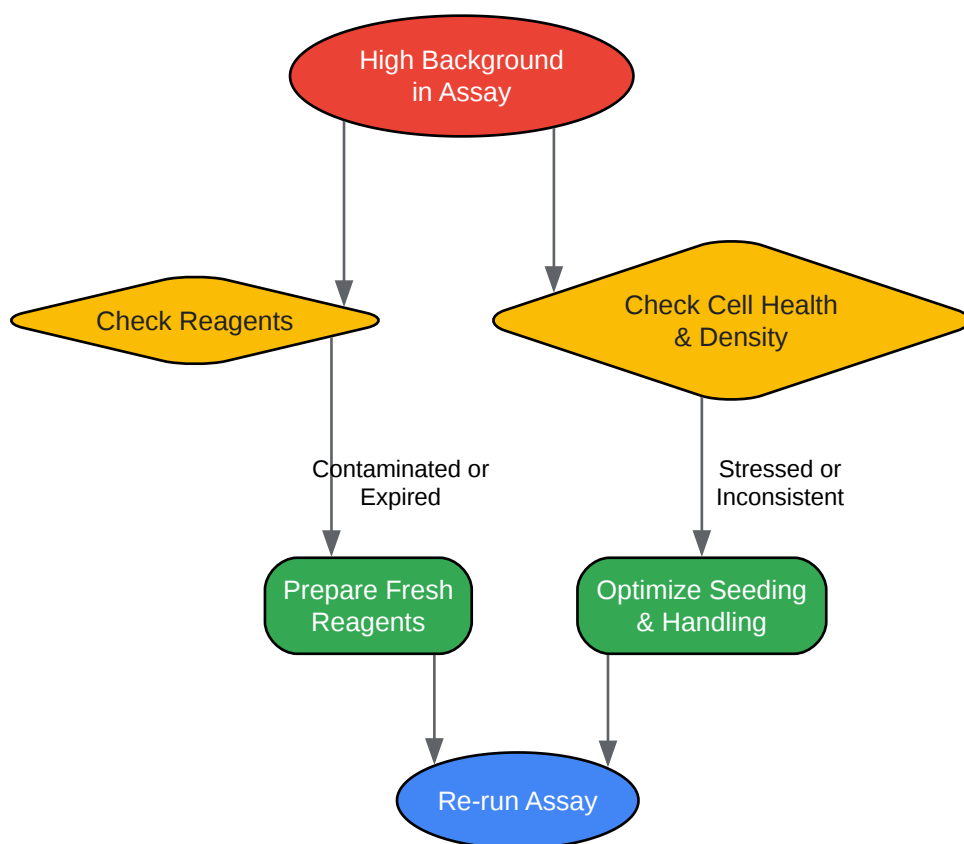 High Background
in Assay
Check Reagents
Check Cell Health
& Density
Contaminated or
Expired
Stressed or
Inconsistent
Prepare Fresh
Reagents
Optimize Seeding
& Handling
Re-run Assay